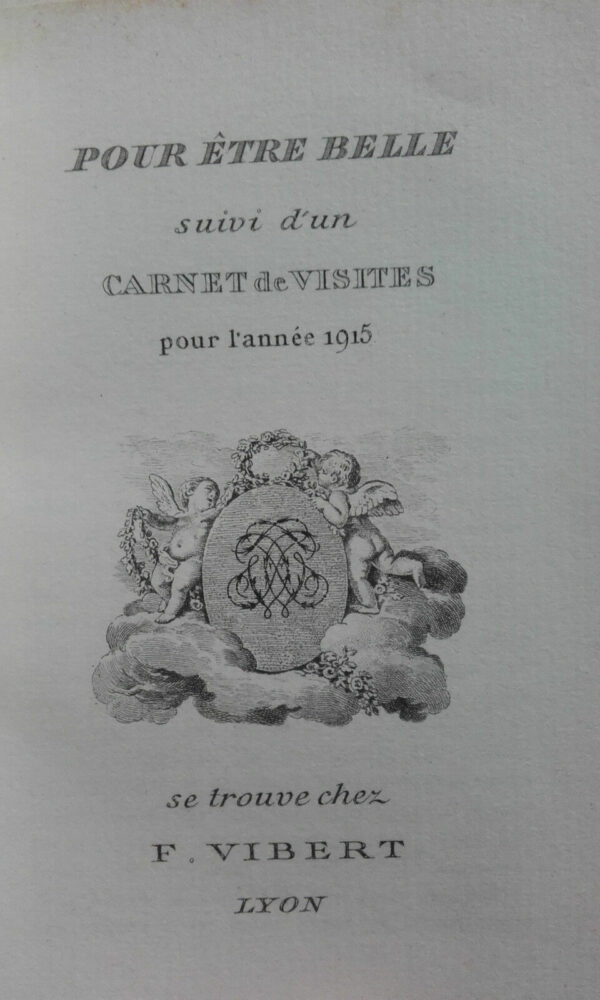 POUR ÊTRE BELLE
suivi d'un
CARNET de VISITES
pour l'année 1915
se trouve chez
F. VIBERT
LYON